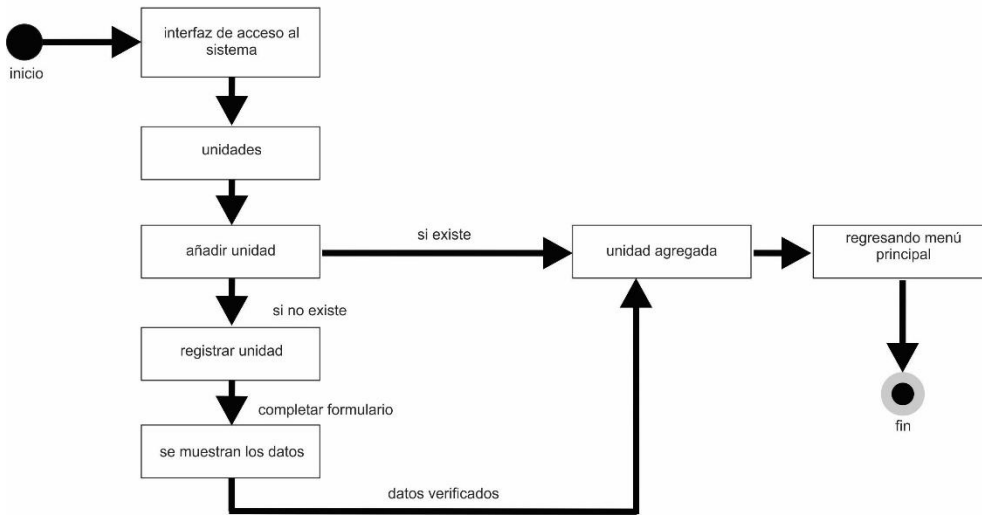 interfaz de acceso al
sistema
inicio
unidades
añadir unidad
si existe
unidad agregada
regresando menú
principal
si no existe
registrar unidad
completar formulario
se muestran los datos
datos verificados
fin